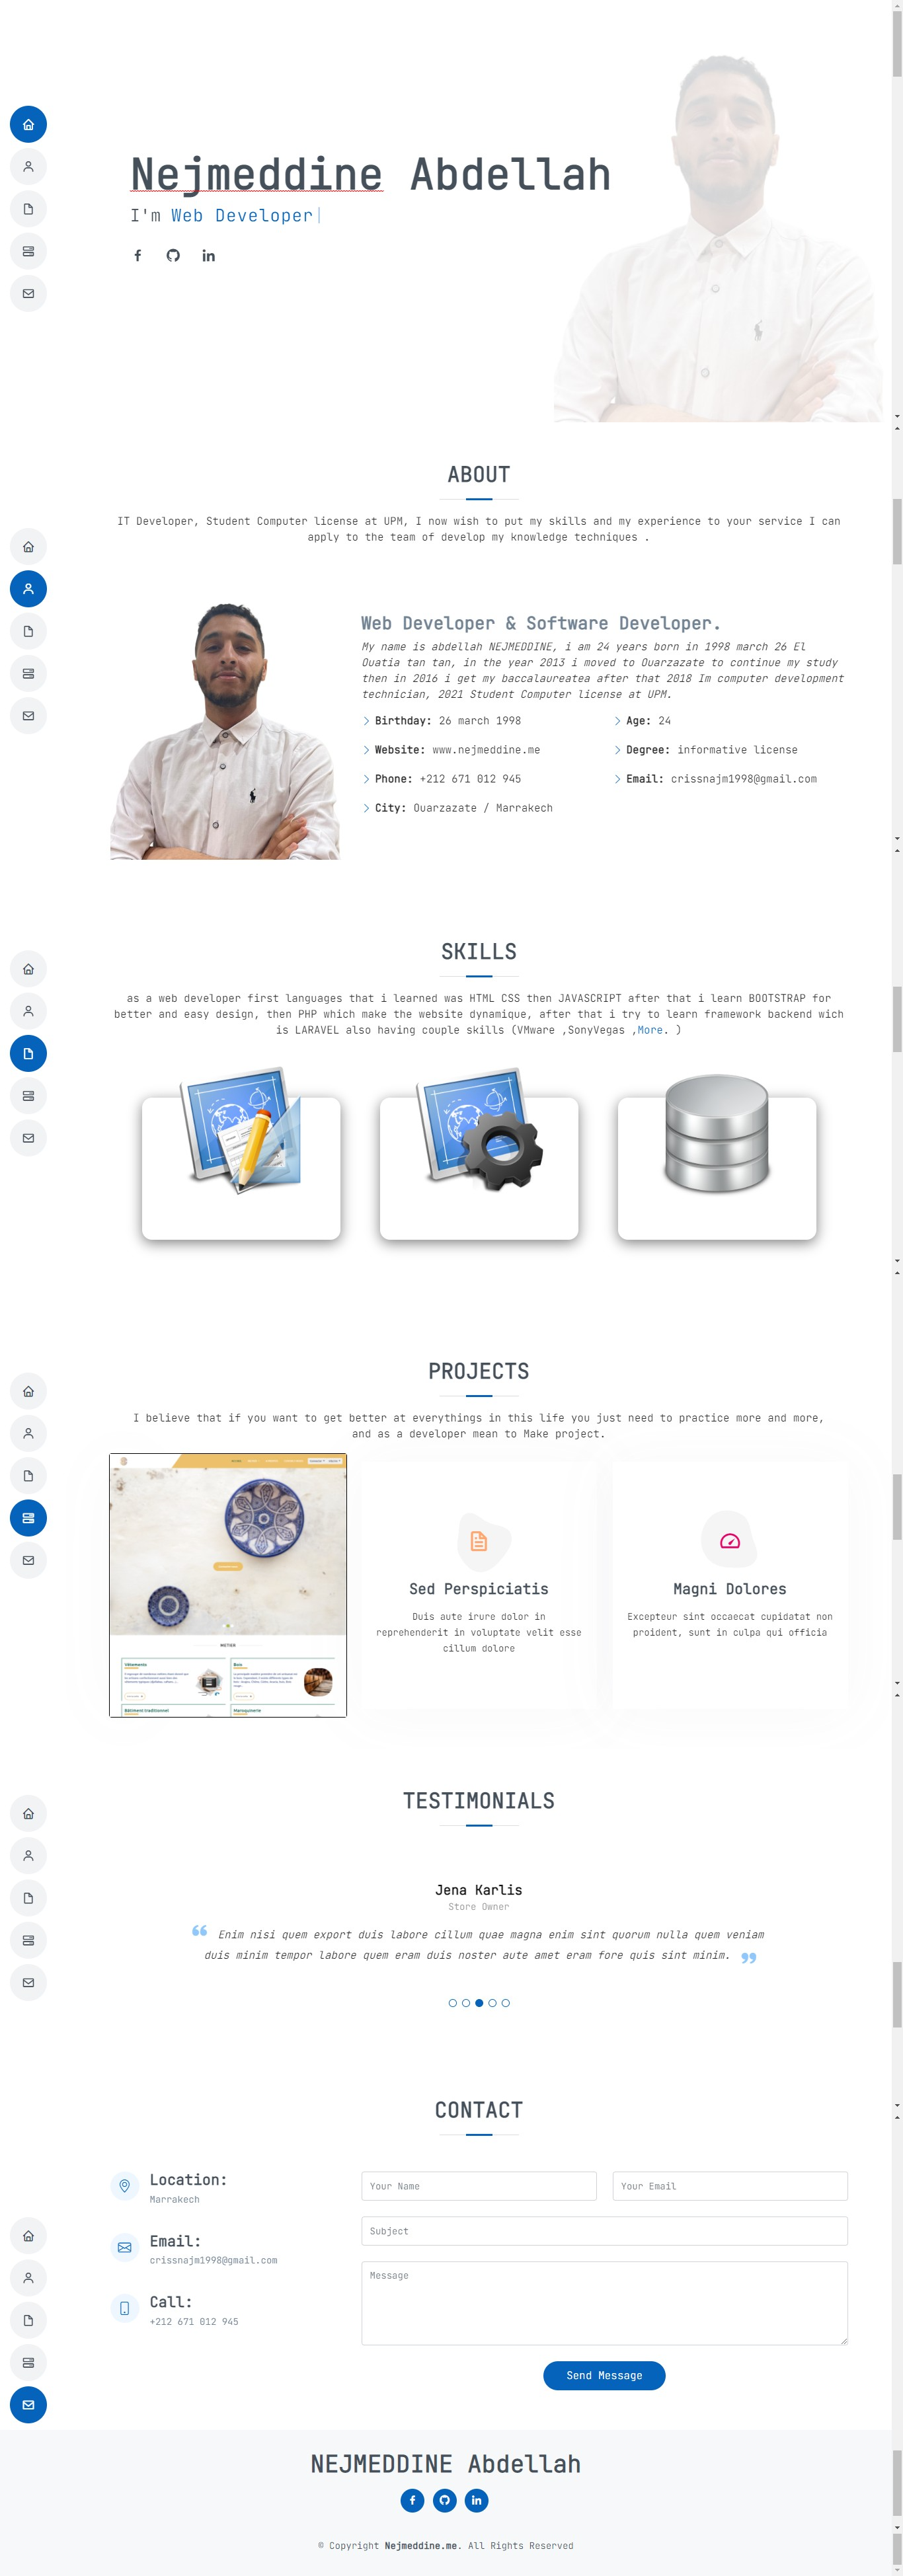 Nejmeddine Abdellah
I'm Web Developer
ABOUT
IT Developer, Student Computer license at UPM, I now wish to put my skills and my experience to your service I can
apply to the team of develop my knowledge techniques .
Web Developer & Software Developer.
My name is abdellah NEJMEDDINE, i am 24 years born in 1998 march 26 El
Ouatia tan tan, in the year 2013 i moved to Ouarzazate to continue my study
then in 2016 i get my baccalaureatea after that 2018 Im computer development
technician, 2021 Student Computer license at UPM.
Birthday: 26 march 1998
Age: 24
Website: www.nejmeddine.me
Degree: informative license
Phone: +212 671 012 945
Email: crissnajm1998@gmail.com
City: Ouarzazate / Marrakech
SKILLS
as a web developer first languages that i learned was HTML CSS then JAVASCRIPT after that i learn BOOTSTRAP for
better and easy design, then PHP which make the website dynamique, after that i try to learn framework backend wich
is LARAVEL also having couple skills (VMware ,SonyVegas ,More. )
PROJECTS
I believe that if you want to get better at everythings in this life you just need to practice more and more,
and as a developer mean to Make project.
METIER
Vêtements
Bois
Bâtiment traditionnel
Maroquinerie
Sed Perspiciatis
Duis aute irure dolor in
reprehenderit in voluptate velit esse
cillum dolore
Magni Dolores
Excepteur sint occaecat cupidatat non
proident, sunt in culpa qui officia
TESTIMONIALS
Jena Karlis
Store Owner
“ Enim nisi quem export duis labore cillum quae magna enim sint quorum nulla quem veniam
duis minim tempor labore quem eram duis noster aute amet eram fore quis sint minim. ”
CONTACT
Location:
Marrakech
Email:
crissnajm1998@gmail.com
Call:
+212 671 012 945
Your Name
Your Email
Subject
Message
Send Message
NEJMEDDINE Abdellah
© Copyright Nejmeddine.me. All Rights Reserved